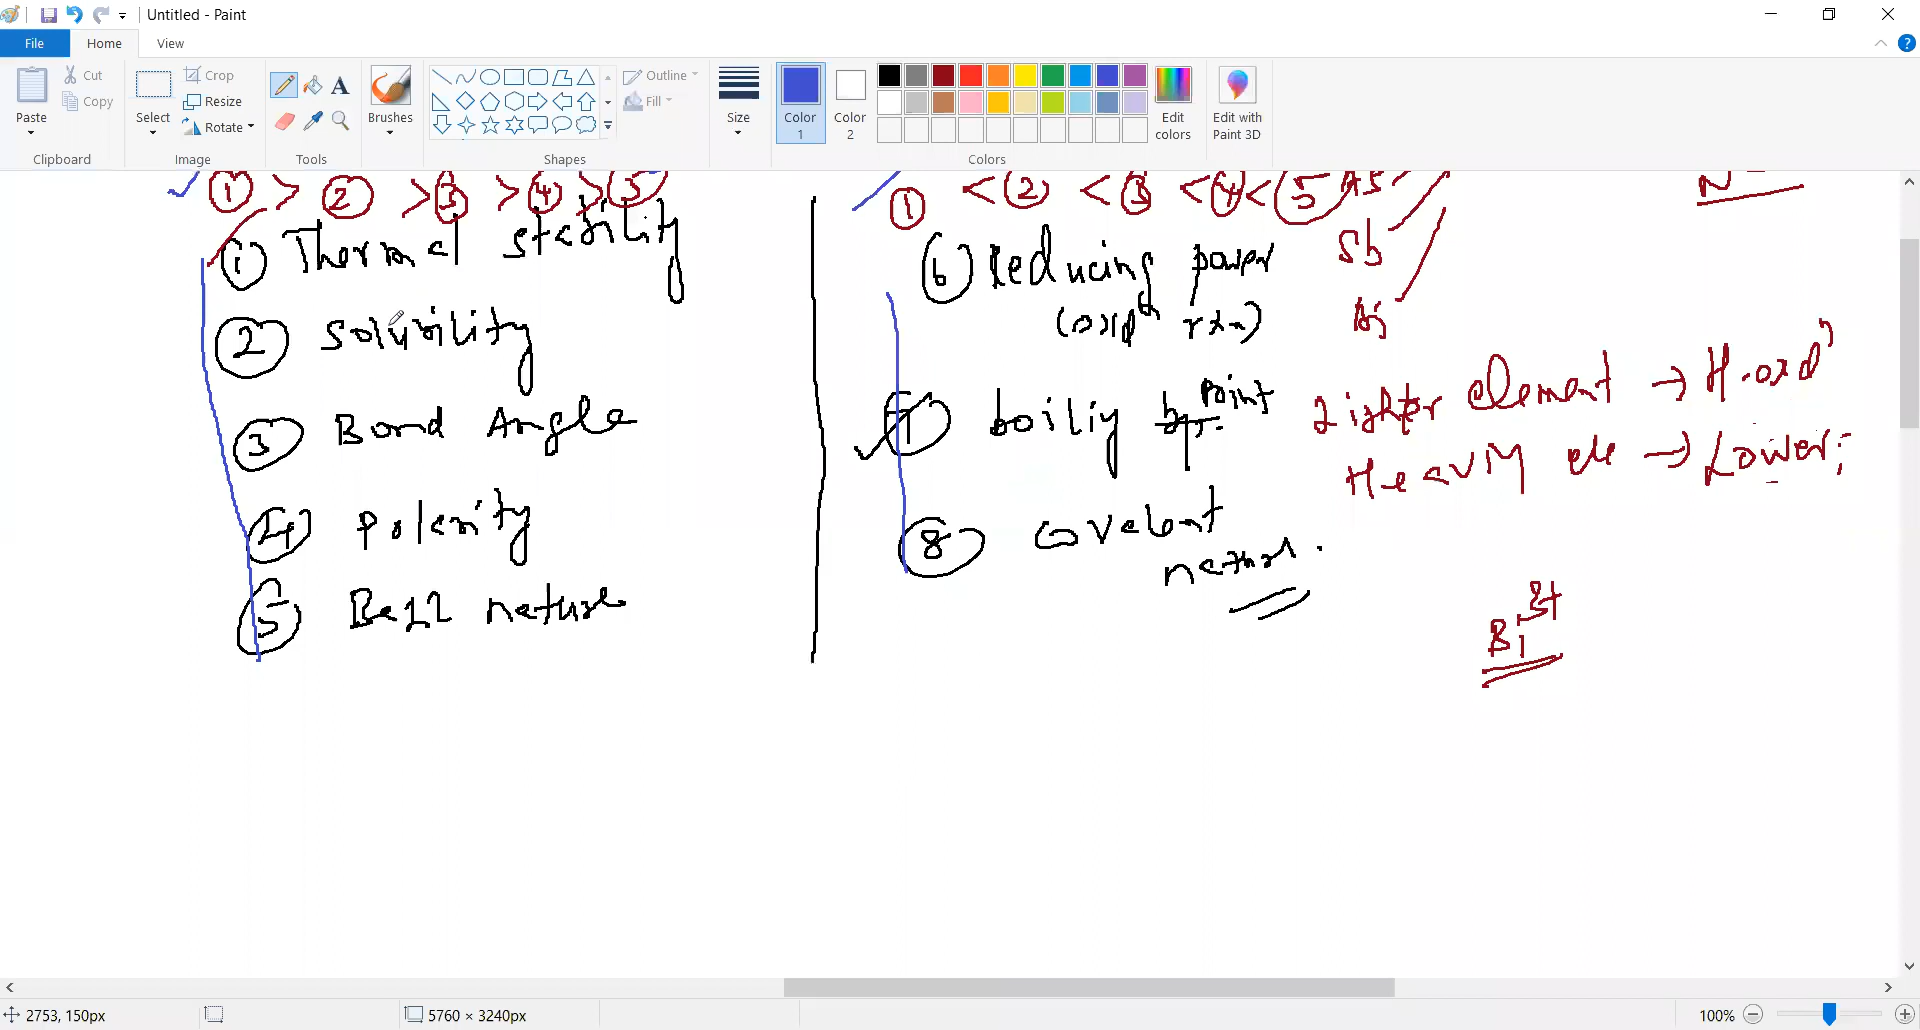 Untitled - Paint
File Home View
Cut
Copy
Paste
Clipboard
Crop
Resize
Rotate
Select
Image
Tools
Brushes
Outline
Fill
Shapes
Size
Color 1
Color 2
Edit colors
Edit with Paint 3D
Colors
① > ② > ③ > ④ > ⑤
① Thermal stability
② Solubility
③ Bond Angle
④ Polarity
⑤ nature
① < ② < ③ < ④ < ⑤ As
⑥ Reducing power
Sb
As
⑦ boiling point
⑧ covalent
nature.
Lighter element → H.oxd
Heavy ele → Lower
Bi 3+
N
2753, 150px
5760 × 3240px
100%